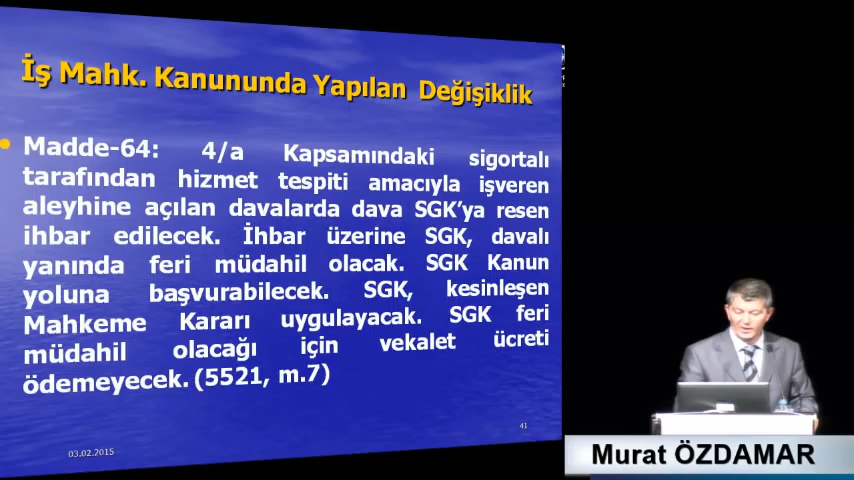 İş Mahk. Kanununda Yapılan Değişiklik
• Madde-64: 4/a Kapsamındaki sigortalı
tarafından hizmet tespiti amacıyla işveren
aleyhine açılan davalarda dava SGK'ya resen
ihbar edilecek. İhbar üzerine SGK, davalı
yanında feri müdahil olacak. SGK Kanun
yoluna başvurabilecek. SGK, kesinleşen
Mahkeme Kararı uygulayacak. SGK feri
müdahil olacağı için vekalet ücreti
ödemeyecek. (5521, m.7)
41
03.02.2015
Murat ÖZDAMAR